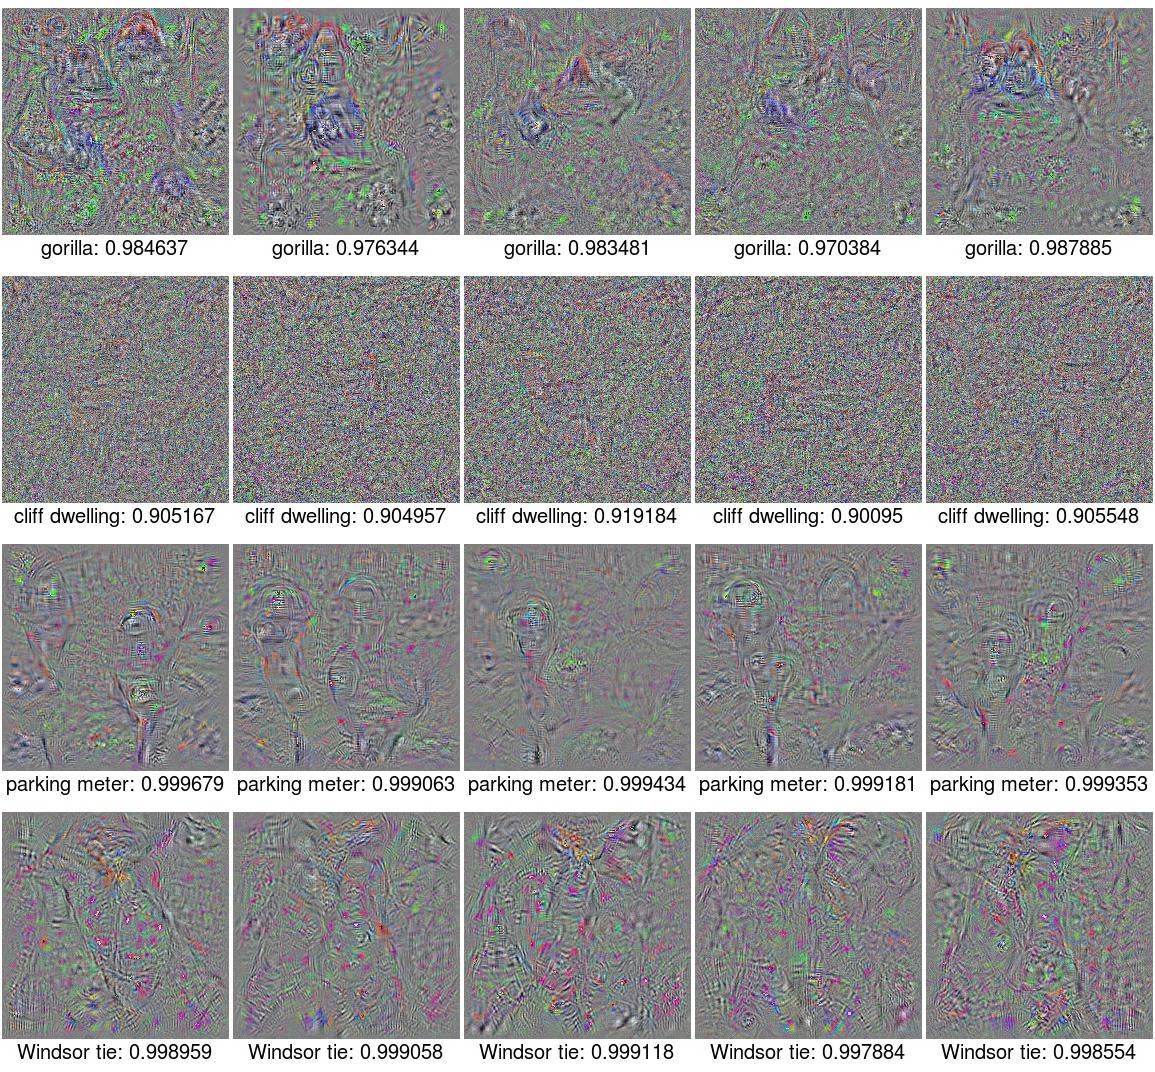 gorilla: 0.984637 gorilla: 0.976344 gorilla: 0.983481 gorilla: 0.970384 gorilla: 0.987885
cliff dwelling: 0.905167 cliff dwelling: 0.904957 cliff dwelling: 0.919184 cliff dwelling: 0.90095 cliff dwelling: 0.905548
parking meter: 0.999679 parking meter: 0.999063 parking meter: 0.999434 parking meter: 0.999181 parking meter: 0.999353
Windsor tie: 0.998959 Windsor tie: 0.999058 Windsor tie: 0.999118 Windsor tie: 0.997884 Windsor tie: 0.998554